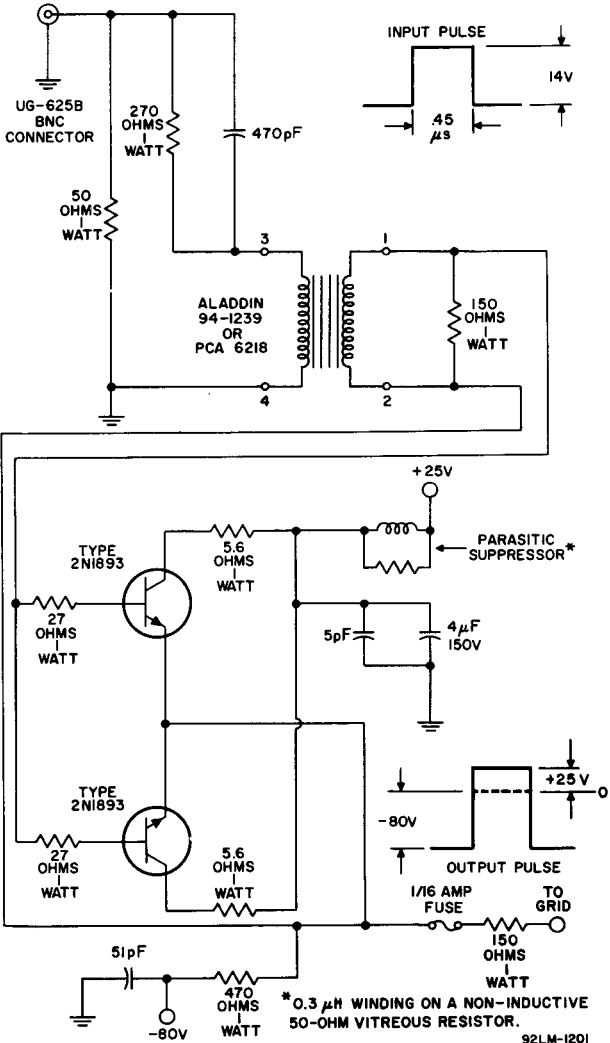 UG-625B
BNC
CONNECTOR
270
OHMS
1
WATT
470pF
50
OHMS
1
WATT
INPUT PULSE
14V
.45
μs
3
1
ALADDIN
94-1239
OR
PCA 6218
150
OHMS
1
WATT
4
2
+25V
TYPE
2N1893
5.6
OHMS
1
WATT
PARASITIC
SUPPRESSOR*
27
OHMS
1
WATT
5pF
4μF
150V
TYPE
2N1893
27
OHMS
1
WATT
5.6
OHMS
1
WATT
+25V
0
-80V
OUTPUT PULSE
1/16 AMP
FUSE
TO
GRID
150
OHMS
1
WATT
51pF
470
OHMS
1
WATT
-80V
*0.3 μH WINDING ON A NON-INDUCTIVE
50-OHM VITREOUS RESISTOR.
92LM-1201